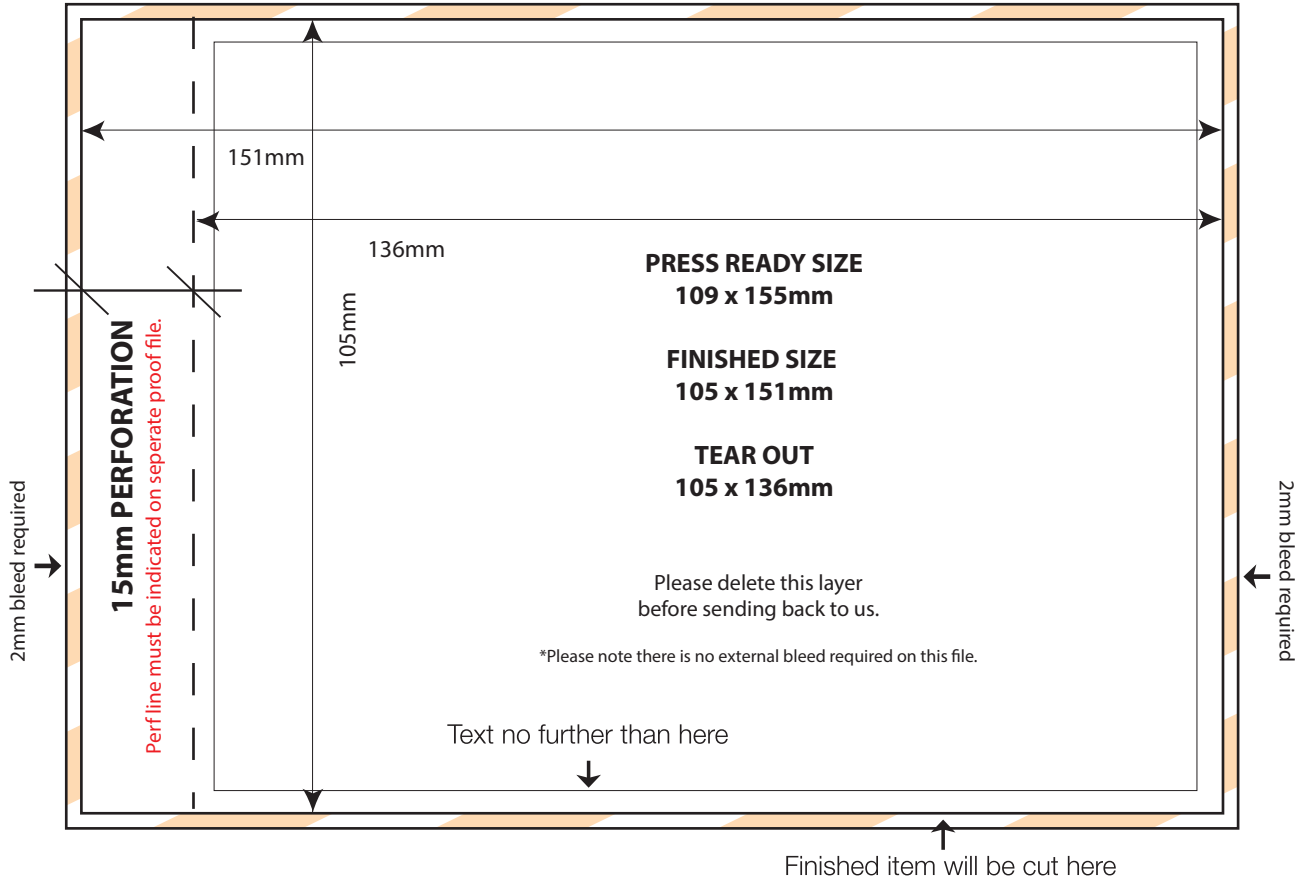 151mm
136mm
105mm
PRESS READY SIZE
109 x 155mm
FINISHED SIZE
105 x 151mm
TEAR OUT
105 x 136mm
15mm PERFORATION
Perf line must be indicated on seperate proof file.
2mm bleed required
2mm bleed required
Please delete this layer
before sending back to us.
*Please note there is no external bleed required on this file.
Text no further than here
Finished item will be cut here